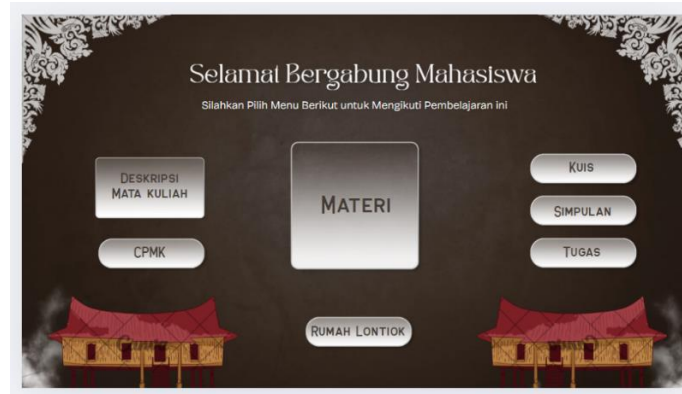 Selamat Bergabung Mahasiswa
Silahkan Pilih Menu Berikut untuk Mengikuti Pembelajaran ini
Deskripsi
Mata kuliah
CPMK
Materi
Kuis
Simpulan
Tugas
Rumah Lontiok